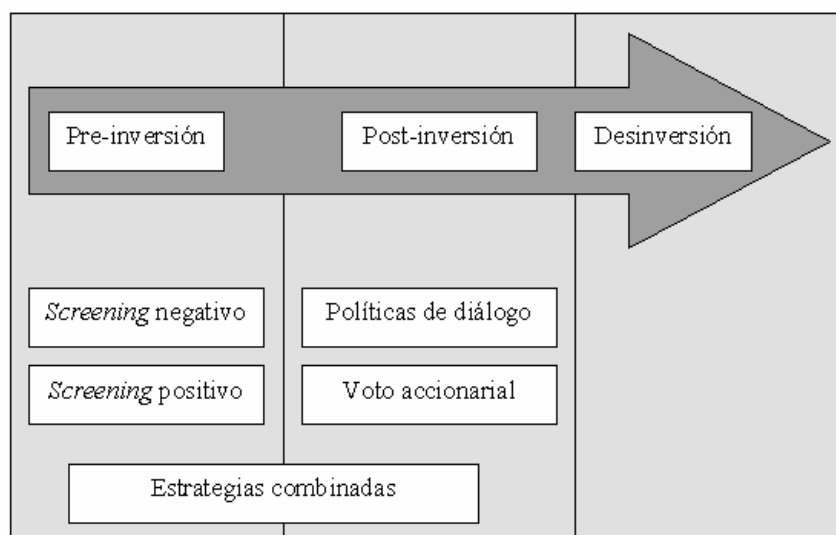 Pre-inversión
Post-inversión
Desinversión
Screening negativo
Políticas de diálogo
Screening positivo
Voto accionarial
Estrategias combinadas